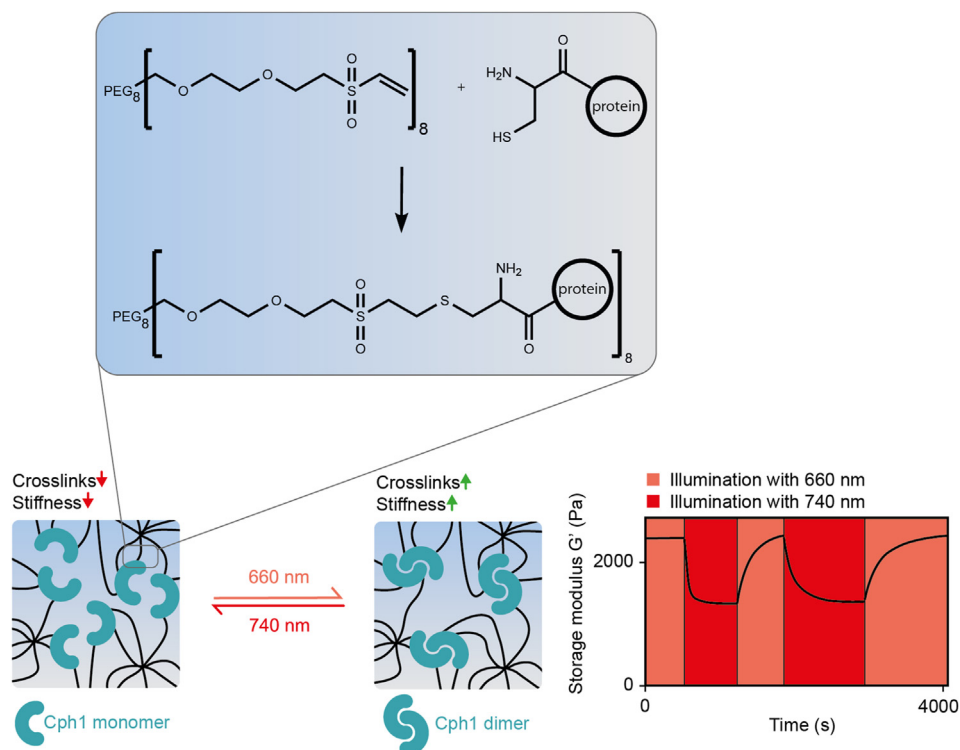 O
O
PEG8
O
S
O
8
+
O
H2N
HS
protein
NH2
protein
O
O
PEG8
O
S
S
O
O
8
Crosslinks
Stiffness
Crosslinks
Stiffness
660 nm
740 nm
Cph1 monomer
Cph1 dimer
Illumination with 660 nm
Illumination with 740 nm
Storage modulus G' (Pa)
2000
0
0
4000
Time (s)